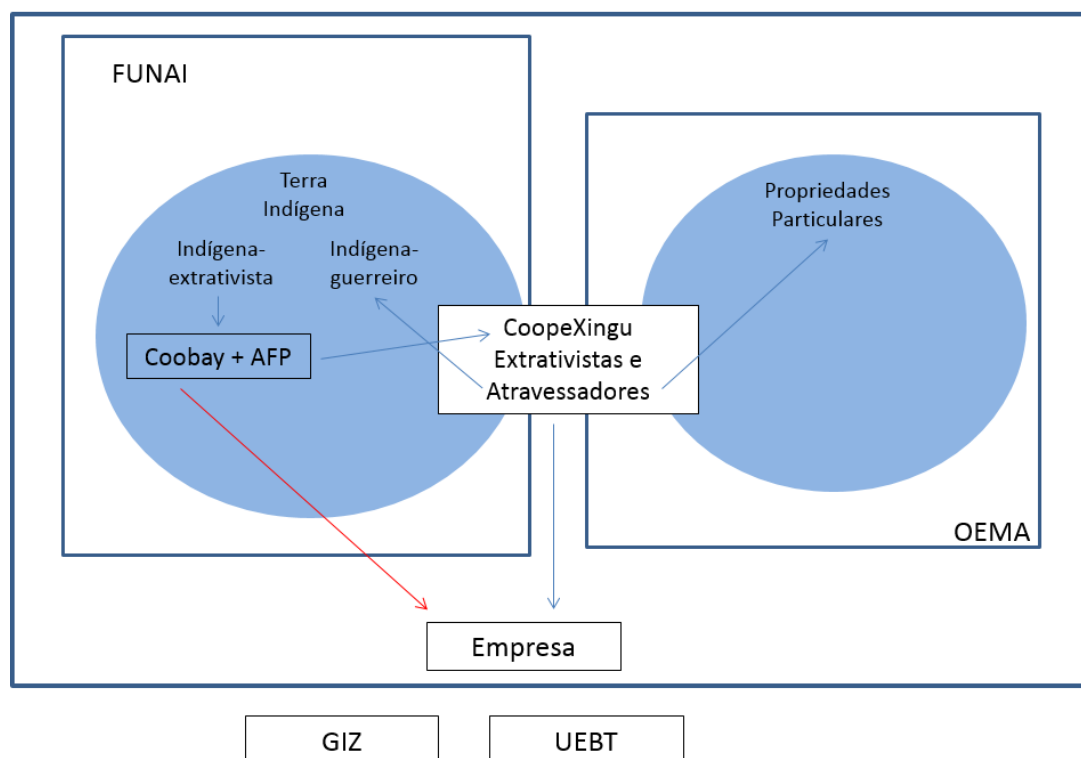 FUNAI
Terra
Indígena
Indígena-
extrativista
Indígena-
guerreiro
Coobay + AFP
CoopeXingu
Extrativistas e
Atravessadores
Propriedades
Particulares
OEMA
Empresa
GIZ
UEBT